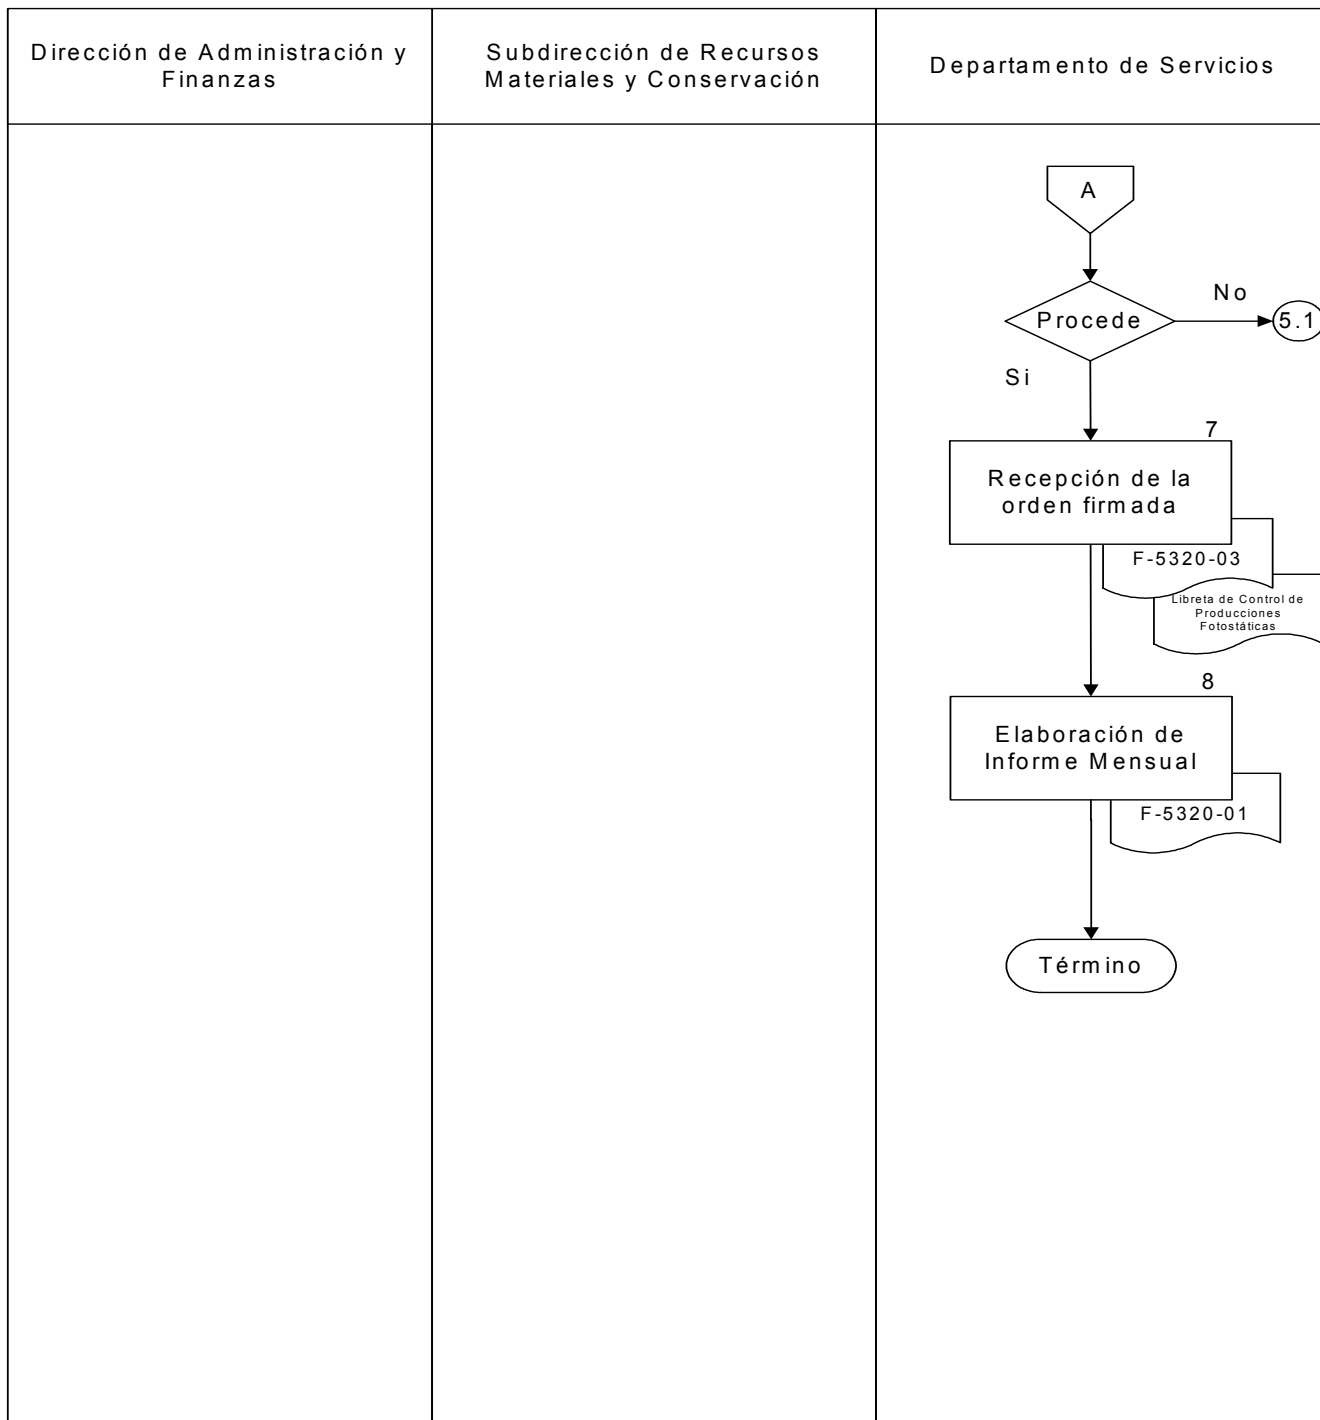 Dirección de Administración y
Finanzas
Subdirección de Recursos
Materiales y Conservación
Departamento de Servicios
A
Procede
No
5.1
Si
7
Recepción de la
orden firmada
F-5320-03
Libreta de Control de
Producciones
Fotostáticas
8
Elaboración de
Informe Mensual
F-5320-01
Término